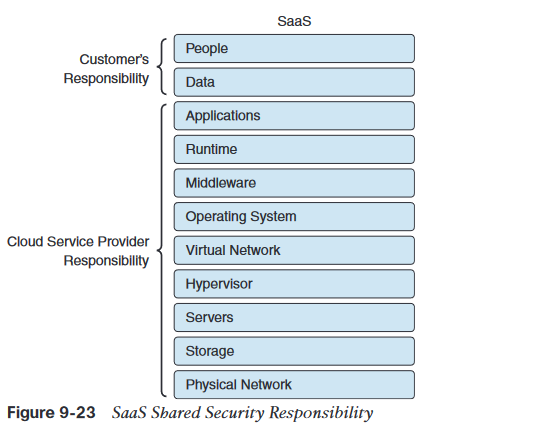 SaaS
Customer's
Responsibility
People
Data
Applications
Runtime
Middleware
Operating System
Cloud Service Provider
Responsibility
Virtual Network
Hypervisor
Servers
Storage
Physical Network
Figure 9-23 SaaS Shared Security Responsibility